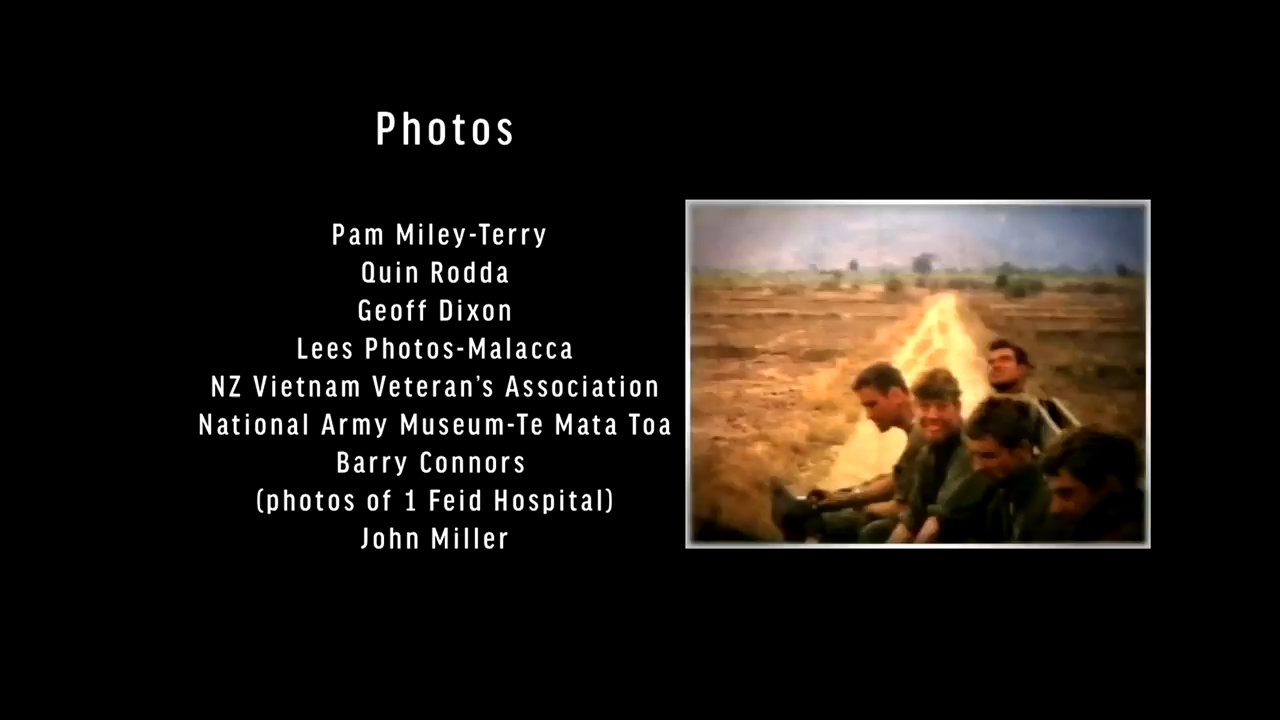 Photos
Pam Miley-Terry
Quin Rodda
Geoff Dixon
Lees Photos-Malacca
NZ Vietnam Veteran's Association
National Army Museum-Te Mata Toa
Barry Connors
(photos of 1 Feid Hospital)
John Miller